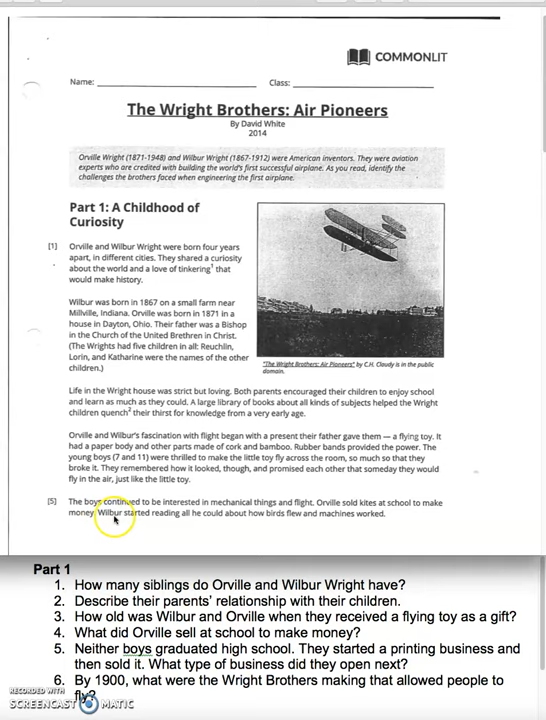 COMMONLIT
Name: Class:
The Wright Brothers: Air Pioneers
By David White
2014
Orville Wright (1871-1948) and Wilbur Wright (1867-1912) were American inventors. They were aviation
experts who are credited with building the world's first successful airplane. As you read, identify the
challenges the brothers faced when engineering the first airplane.
Part 1: A Childhood of
Curiosity
[1] Orville and Wilbur Wright were born four years
apart, in different cities. They shared a curiosity
about the world and a love of tinkering1 that
would make history.
Wilbur was born in 1867 on a small farm near
Millville, Indiana. Orville was born in 1871 in a
house in Dayton, Ohio. Their father was a Bishop
in the Church of the United Brethren in Christ.
(The Wrights had five children in all: Reuchlin,
Lorin, and Katharine were the names of the other
children.)
"The Wright Brothers: Air Pioneers" by C.H. Claudy is in the public
domain.
Life in the Wright house was strict but loving. Both parents encouraged their children to enjoy school
and learn as much as they could. A large library of books about all kinds of subjects helped the Wright
children quench2 their thirst for knowledge from a very early age.
Orville and Wilbur's fascination with flight began with a present their father gave them — a flying toy. It
had a paper body and other parts made of cork and bamboo. Rubber bands provided the power. The
young boys (7 and 11) were thrilled to make the little toy fly across the room, so much so that they
broke it. They remembered how it looked, though, and promised each other that someday they would
fly in the air, just like the little toy.
[5] The boys continued to be interested in mechanical things and flight. Orville sold kites at school to make
money. Wilbur started reading all he could about how birds flew and machines worked.
Part 1
1. How many siblings do Orville and Wilbur Wright have?
2. Describe their parents' relationship with their children.
3. How old was Wilbur and Orville when they received a flying toy as a gift?
4. What did Orville sell at school to make money?
5. Neither boys graduated high school. They started a printing business and
then sold it. What type of business did they open next?
6. By 1900, what were the Wright Brothers making that allowed people to
fly?
RECORDED WITH
SCREENCAST MATIC